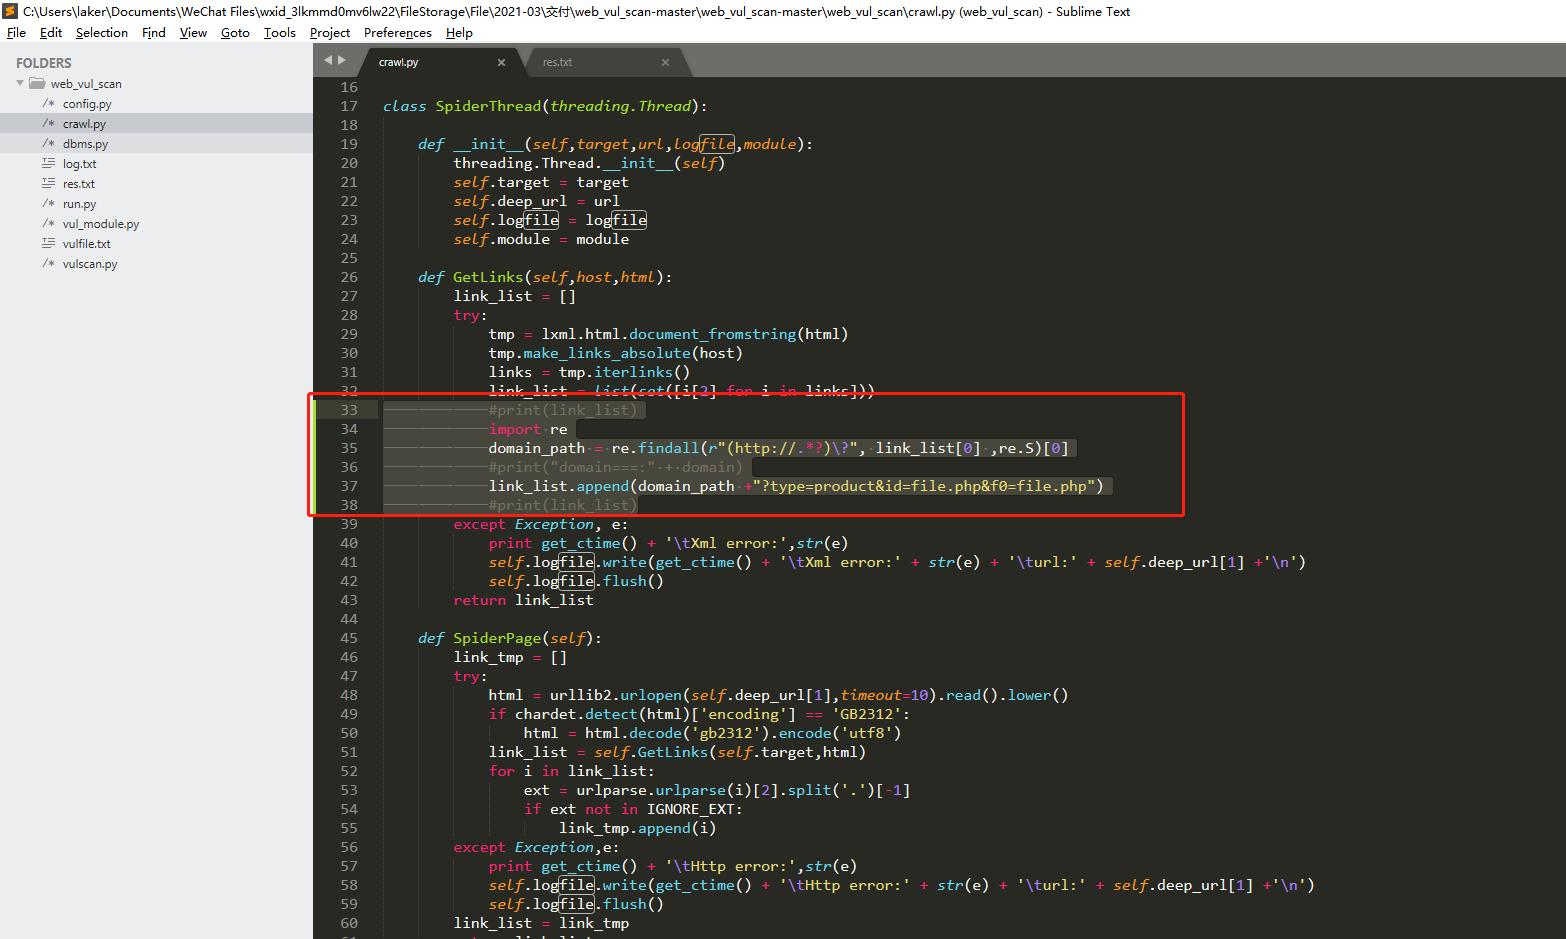 C:\Users\laker\Documents\WeChat Files\wxid_3lkmmd0mv6lw22\FileStorage\File\2021-03\交付\web_vul_scan-master\web_vul_scan-master\web_vul_scan\crawl.py (web_vul_scan) - Sublime Text
File Edit Selection Find View Goto Tools Project Preferences Help
FOLDERS
web_vul_scan
/* config.py
/* crawl.py
/* dbms.py
log.txt
res.txt
/* run.py
/* vul_module.py
vulfile.txt
/* vulscan.py
crawl.py × res.txt ×
16
17 class SpiderThread(threading.Thread):
18
19 def __init__(self,target,url,logfile,module):
20 threading.Thread.__init__(self)
21 self.target = target
22 self.deep_url = url
23 self.logfile = logfile
24 self.module = module
25
26 def GetLinks(self,host,html):
27 link_list = []
28 try:
29 tmp = lxml.html.document_fromstring(html)
30 tmp.make_links_absolute(host)
31 links = tmp.iterlinks()
32 link_list = list(set([i[2] for i in links]))
33 #print(link_list)
34 import re
35 domain_path = re.findall(r"(http://.*?)\?", link_list[0] ,re.S)[0]
36 #print("domain===:" + domain)
37 link_list.append(domain_path +"?type=product&id=file.php&f0=file.php")
38 #print(link_list)
39 except Exception, e:
40 print get_ctime() + '\tXml error:',str(e)
41 self.logfile.write(get_ctime() + '\tXml error:' + str(e) + '\turl:' + self.deep_url[1] +'\n')
42 self.logfile.flush()
43 return link_list
44
45 def SpiderPage(self):
46 link_tmp = []
47 try:
48 html = urllib2.urlopen(self.deep_url[1],timeout=10).read().lower()
49 if chardet.detect(html)['encoding'] == 'GB2312':
50 html = html.decode('gb2312').encode('utf8')
51 link_list = self.GetLinks(self.target,html)
52 for i in link_list:
53 ext = urlparse.urlparse(i)[2].split('.')[-1]
54 if ext not in IGNORE_EXT:
55 link_tmp.append(i)
56 except Exception,e:
57 print get_ctime() + '\tHttp error:',str(e)
58 self.logfile.write(get_ctime() + '\tHttp error:' + str(e) + '\turl:' + self.deep_url[1] +'\n')
59 self.logfile.flush()
60 link_list = link_tmp